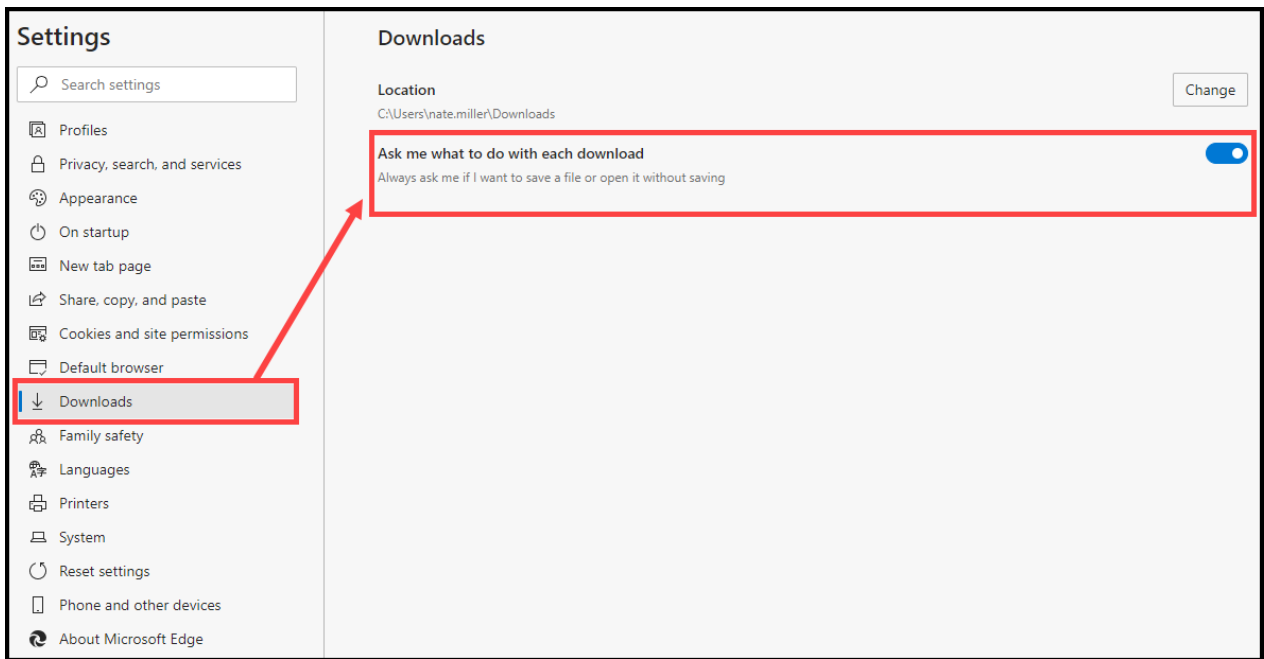 Settings
Search settings
Profiles
Privacy, search, and services
Appearance
On startup
New tab page
Share, copy, and paste
Cookies and site permissions
Default browser
Downloads
Family safety
Languages
Printers
System
Reset settings
Phone and other devices
About Microsoft Edge
Downloads
Location
Change
C:\Users\nate.miller\Downloads
Ask me what to do with each download
Always ask me if I want to save a file or open it without saving